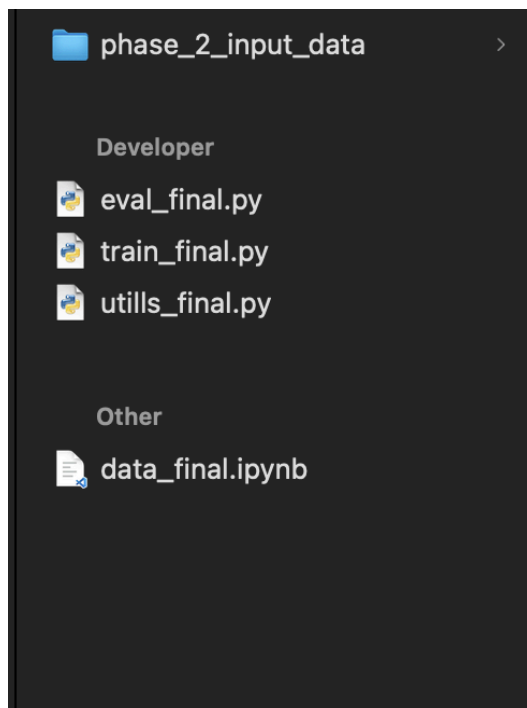 phase_2_input_data
Developer
eval_final.py
train_final.py
utills_final.py
Other
data_final.ipynb